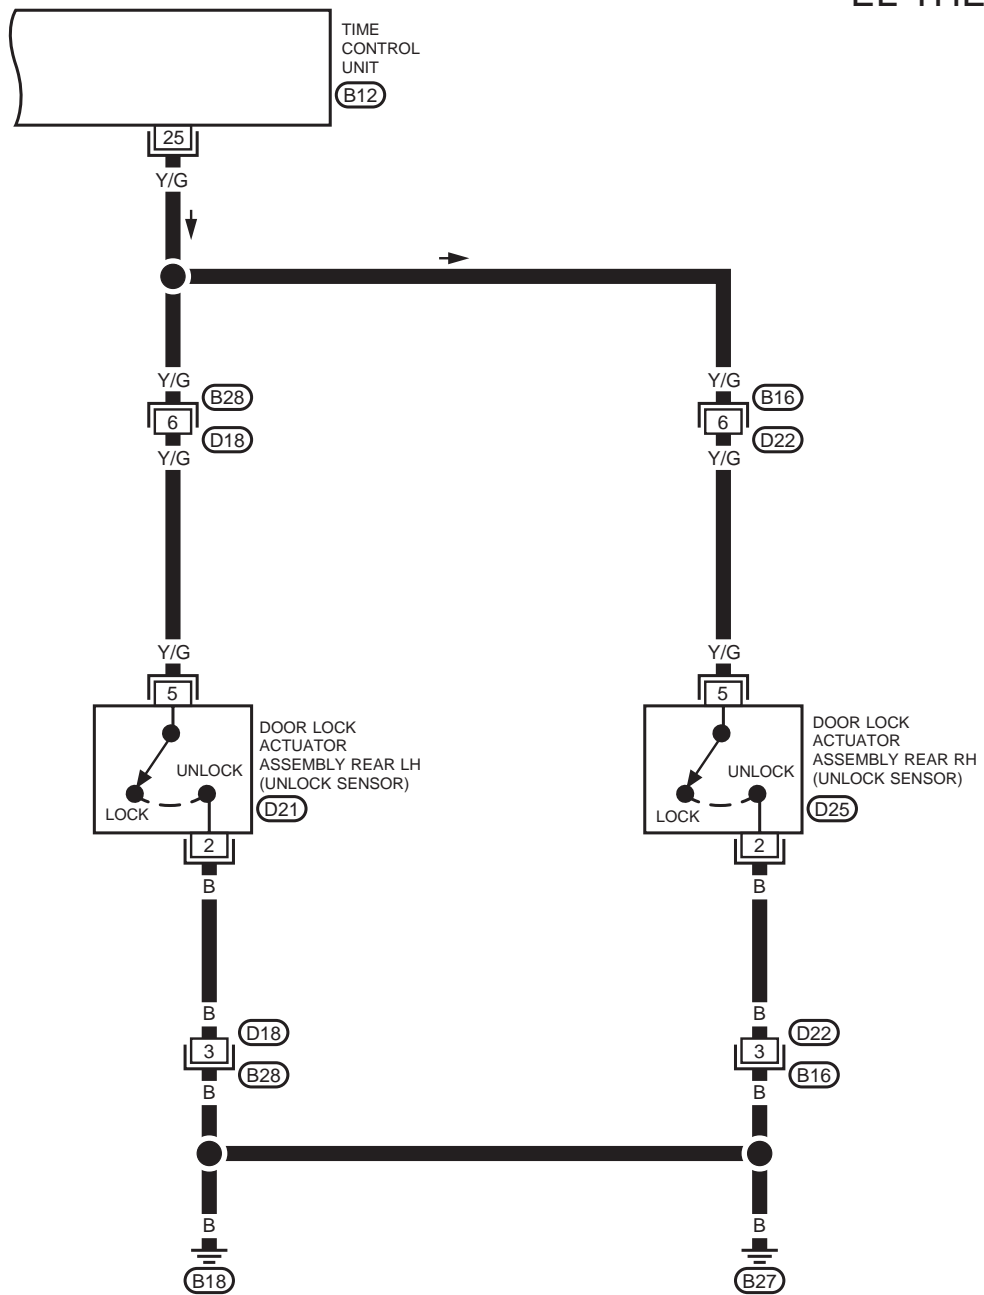 TIME
CONTROL
UNIT
B12
25
Y/G
Y/G
B28
6
D18
Y/G
Y/G
B16
6
D22
Y/G
Y/G
5
DOOR LOCK
ACTUATOR
ASSEMBLY REAR LH
(UNLOCK SENSOR)
D21
UNLOCK
LOCK
2
B
Y/G
5
DOOR LOCK
ACTUATOR
ASSEMBLY REAR RH
(UNLOCK SENSOR)
D25
UNLOCK
LOCK
2
B
B
D18
3
B28
B
B
D22
3
B16
B
B
B18
B
B27